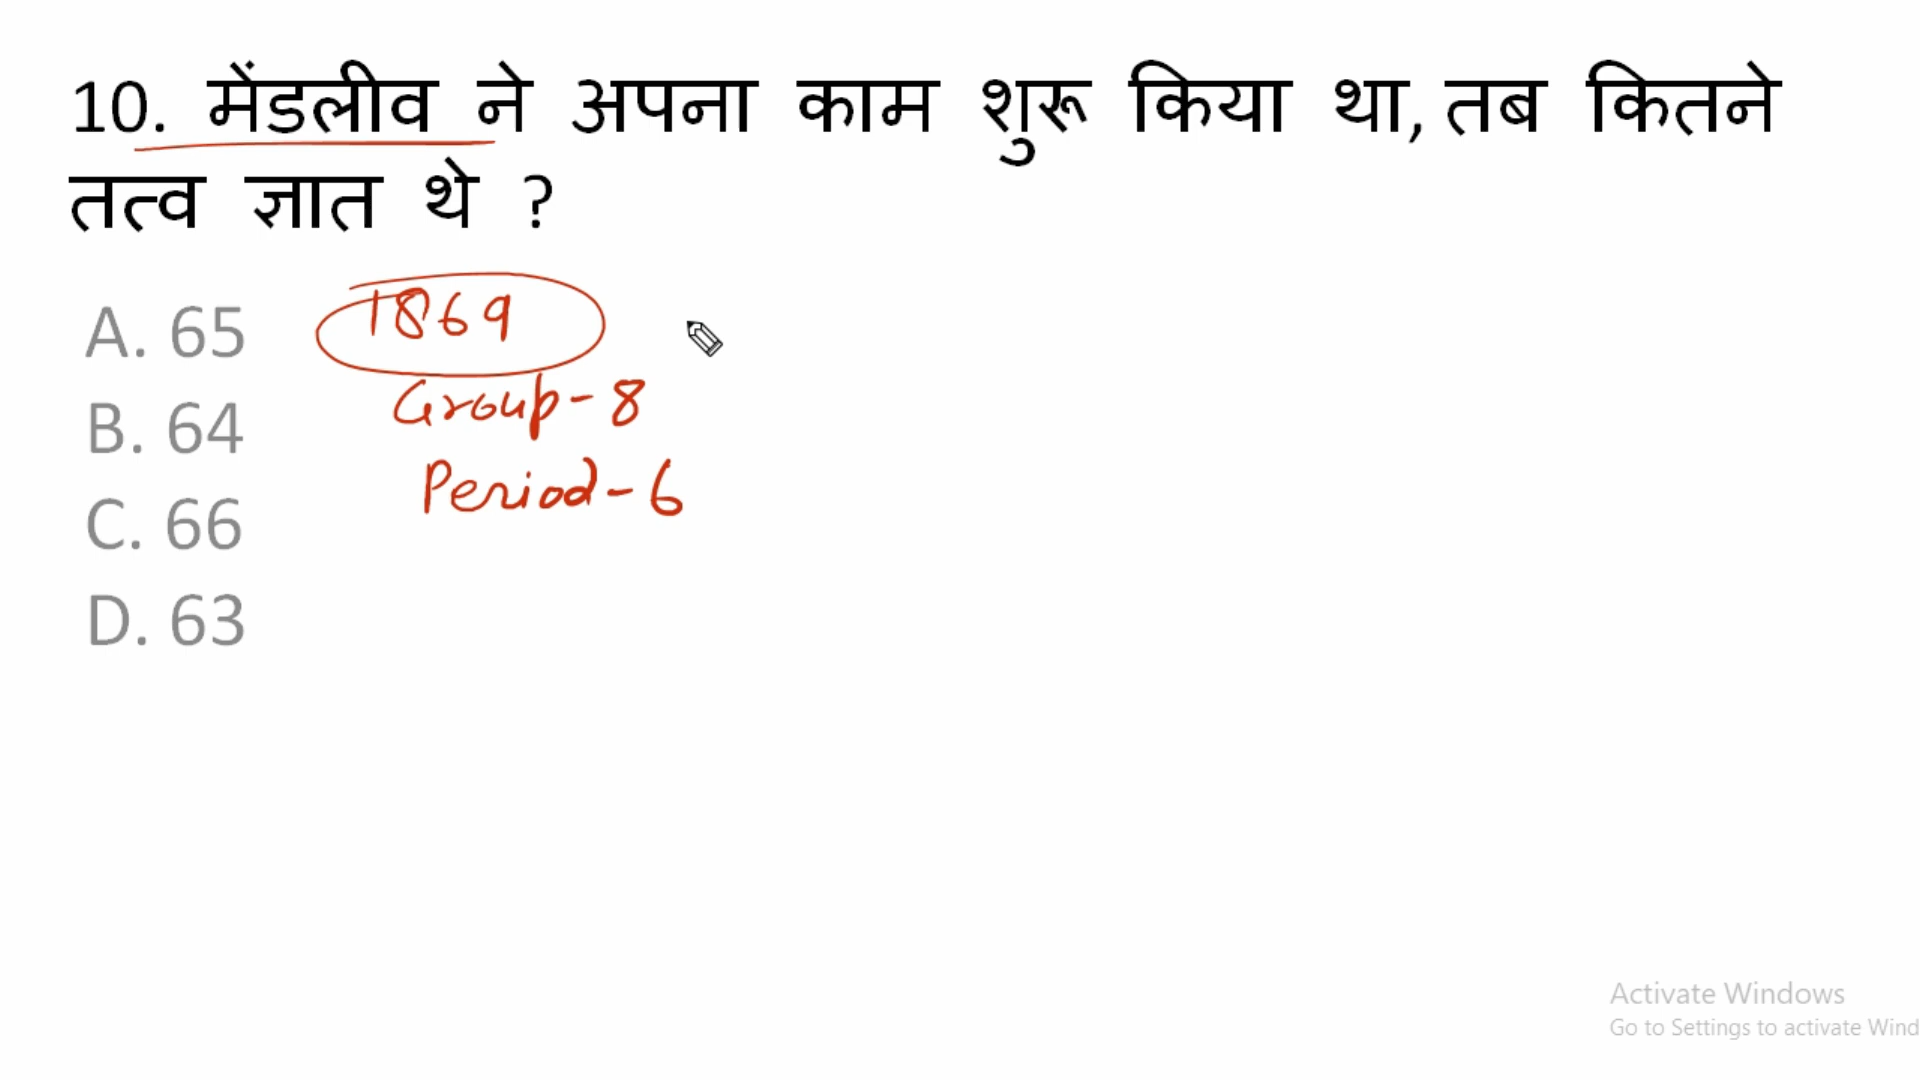 10. मेंडलीव ने अपना काम शुरू किया था, तब कितने
तत्व ज्ञात थे ?
A. 65
B. 64
C. 66
D. 63
1869
Group-8
Period-6
Activate Windows
Go to Settings to activate Wind